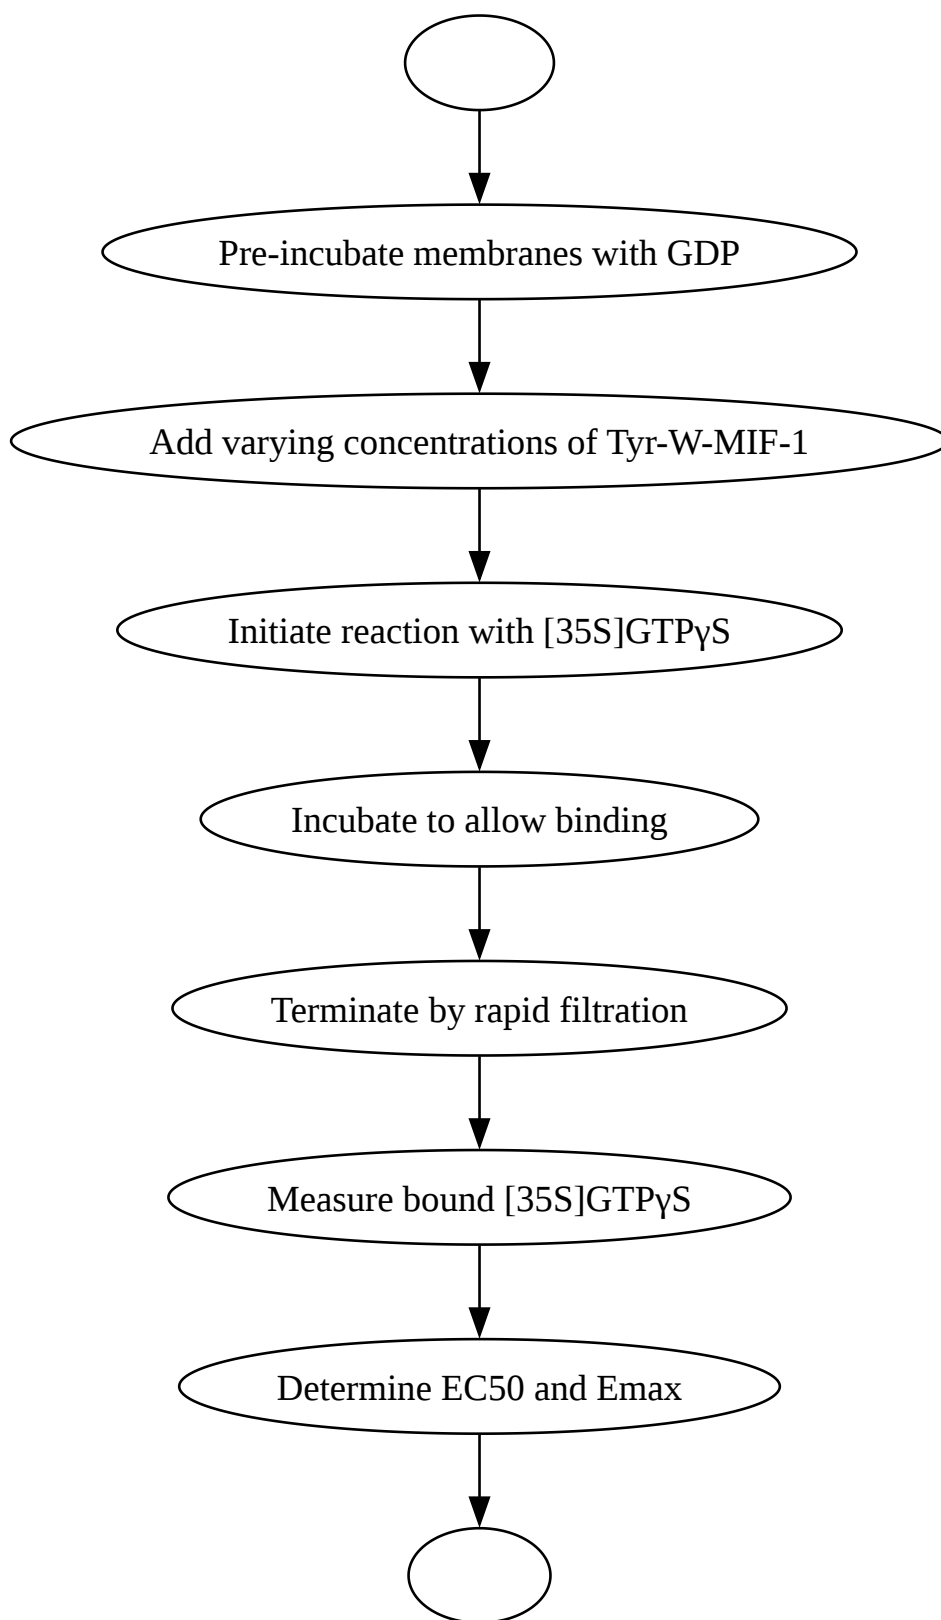 Pre-incubate membranes with GDP
Add varying concentrations of Tyr-W-MIF-1
Initiate reaction with [35S]GTPγS
Incubate to allow binding
Terminate by rapid filtration
Measure bound [35S]GTPγS
Determine EC50 and Emax